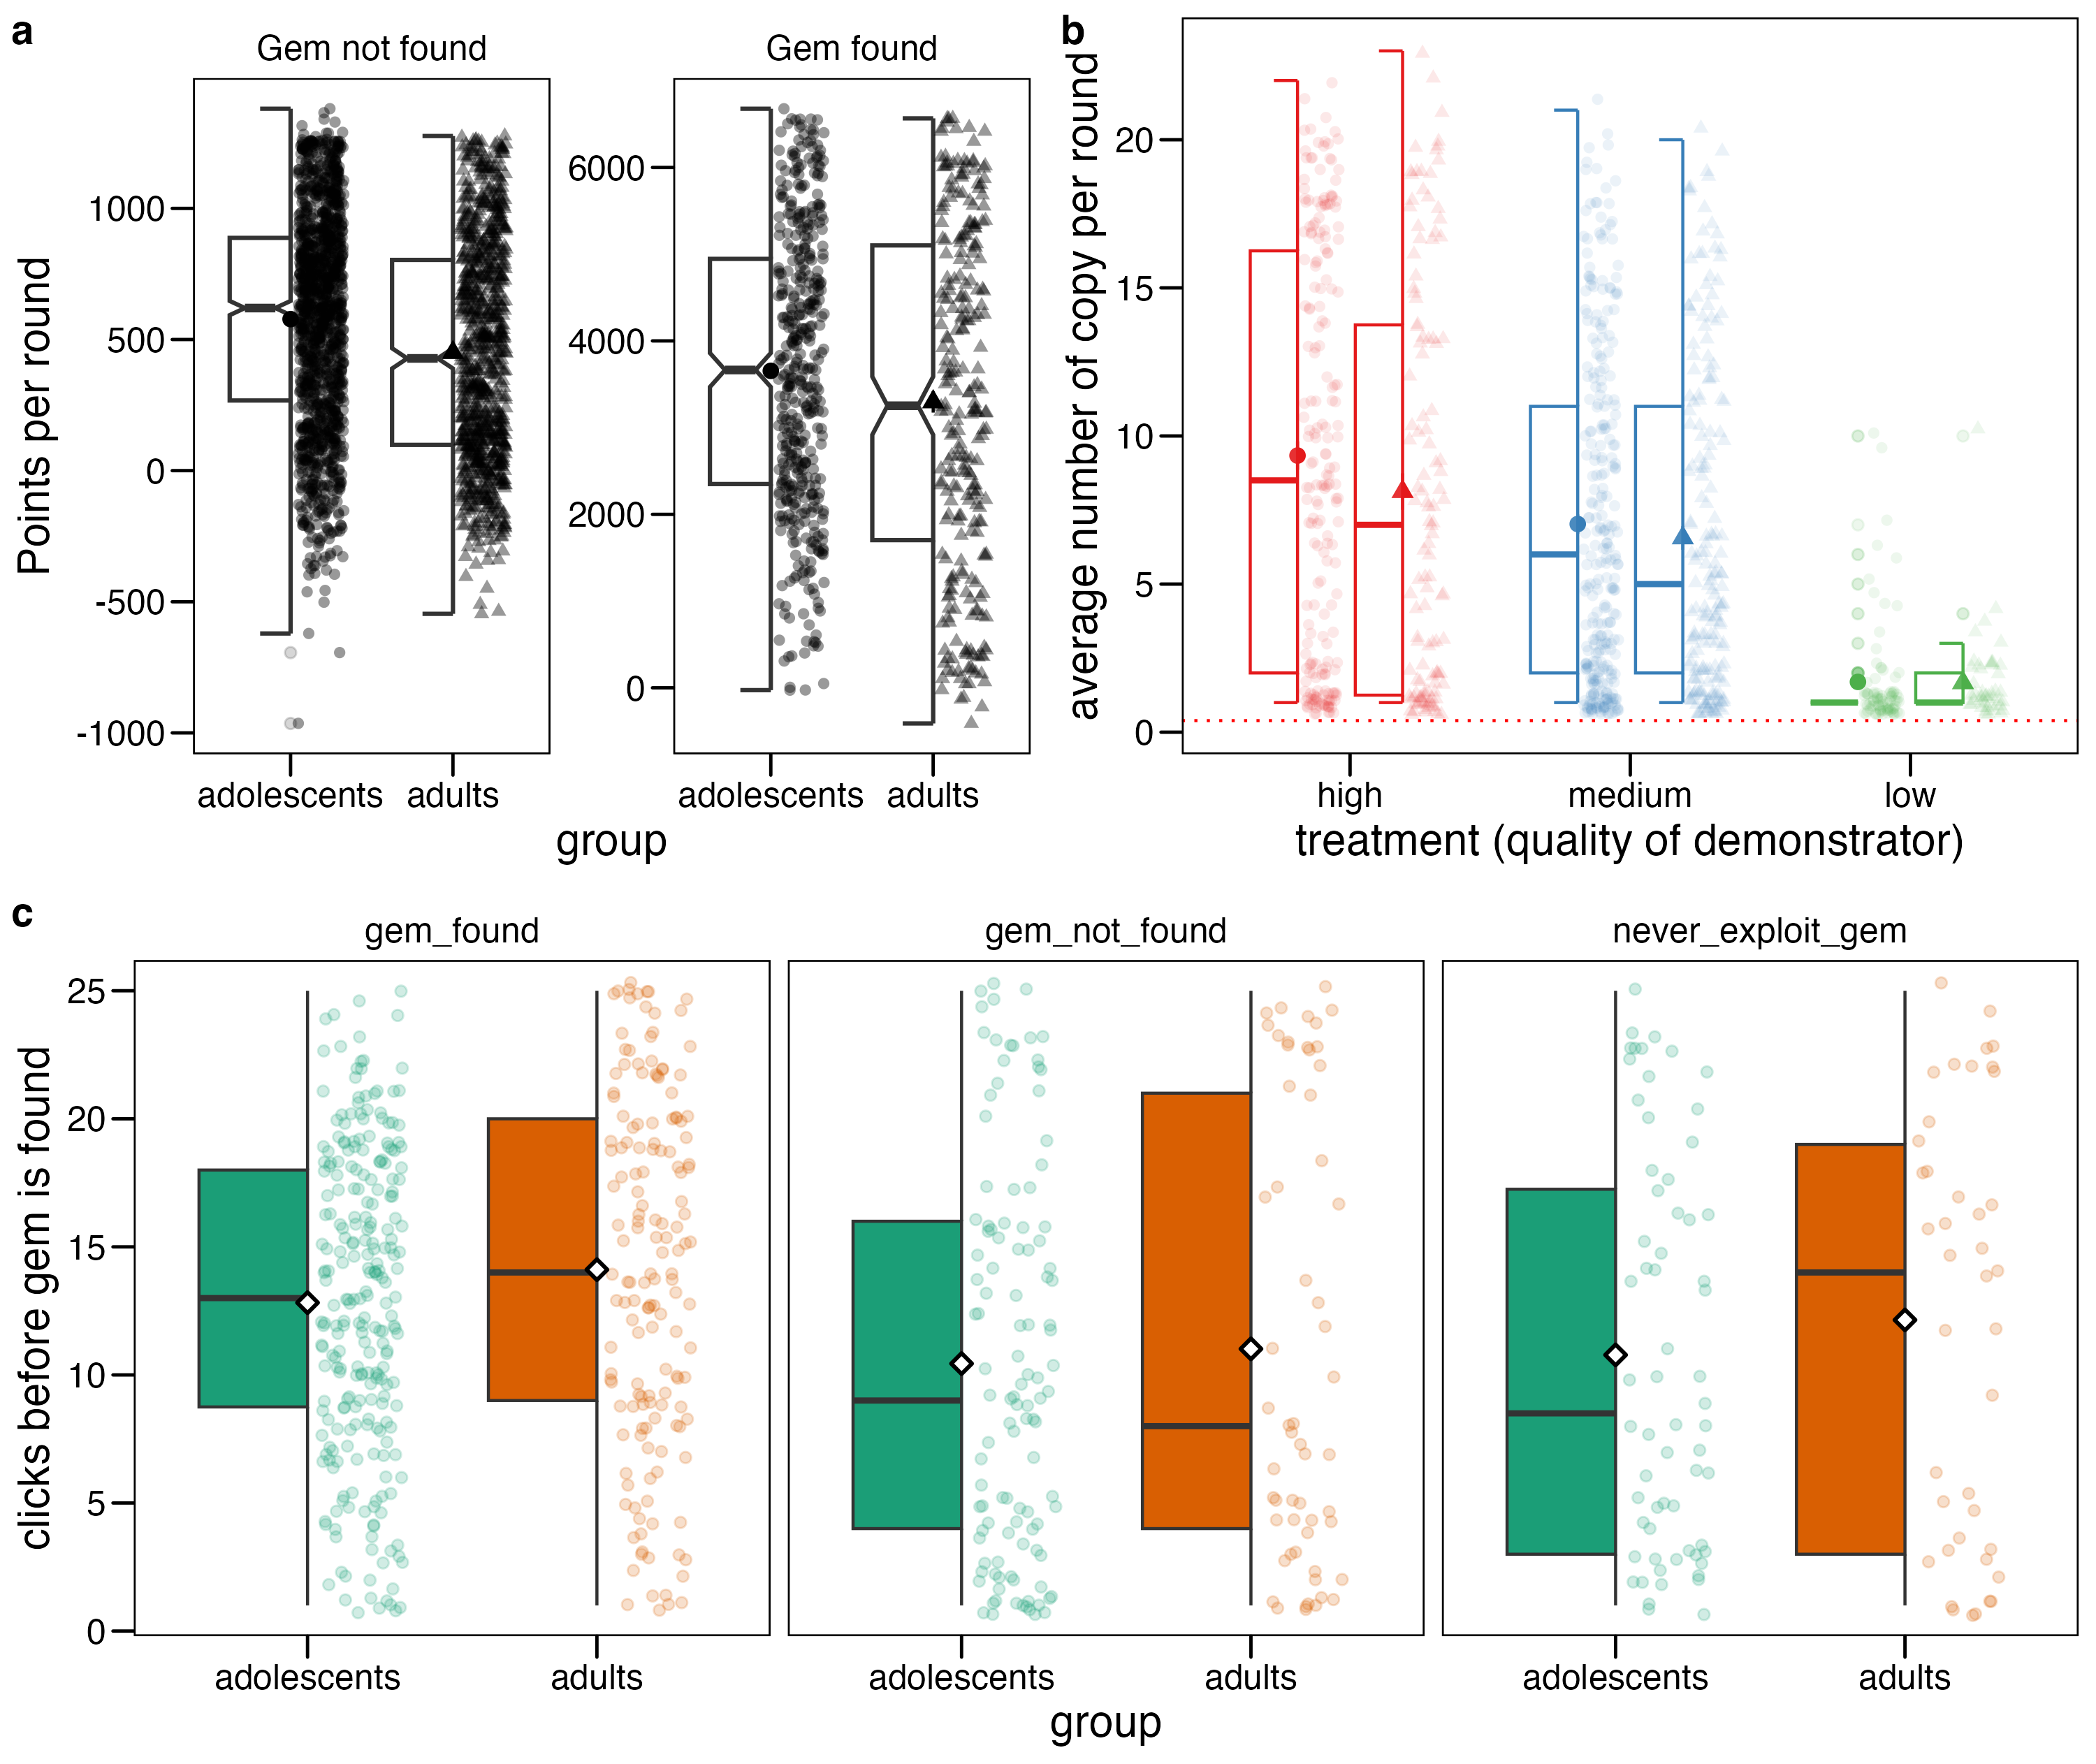 a
Gem not found
Gem found
Points per round
1000
500
0
-500
-1000
6000
4000
2000
0
adolescents
adults
adolescents
adults
group
b
average number of copy per round
20
15
10
5
0
high
medium
low
treatment (quality of demonstrator)
c
gem_found
gem_not_found
never_exploit_gem
clicks before gem is found
25
20
15
10
5
0
adolescents
adults
adolescents
adults
adolescents
adults
group